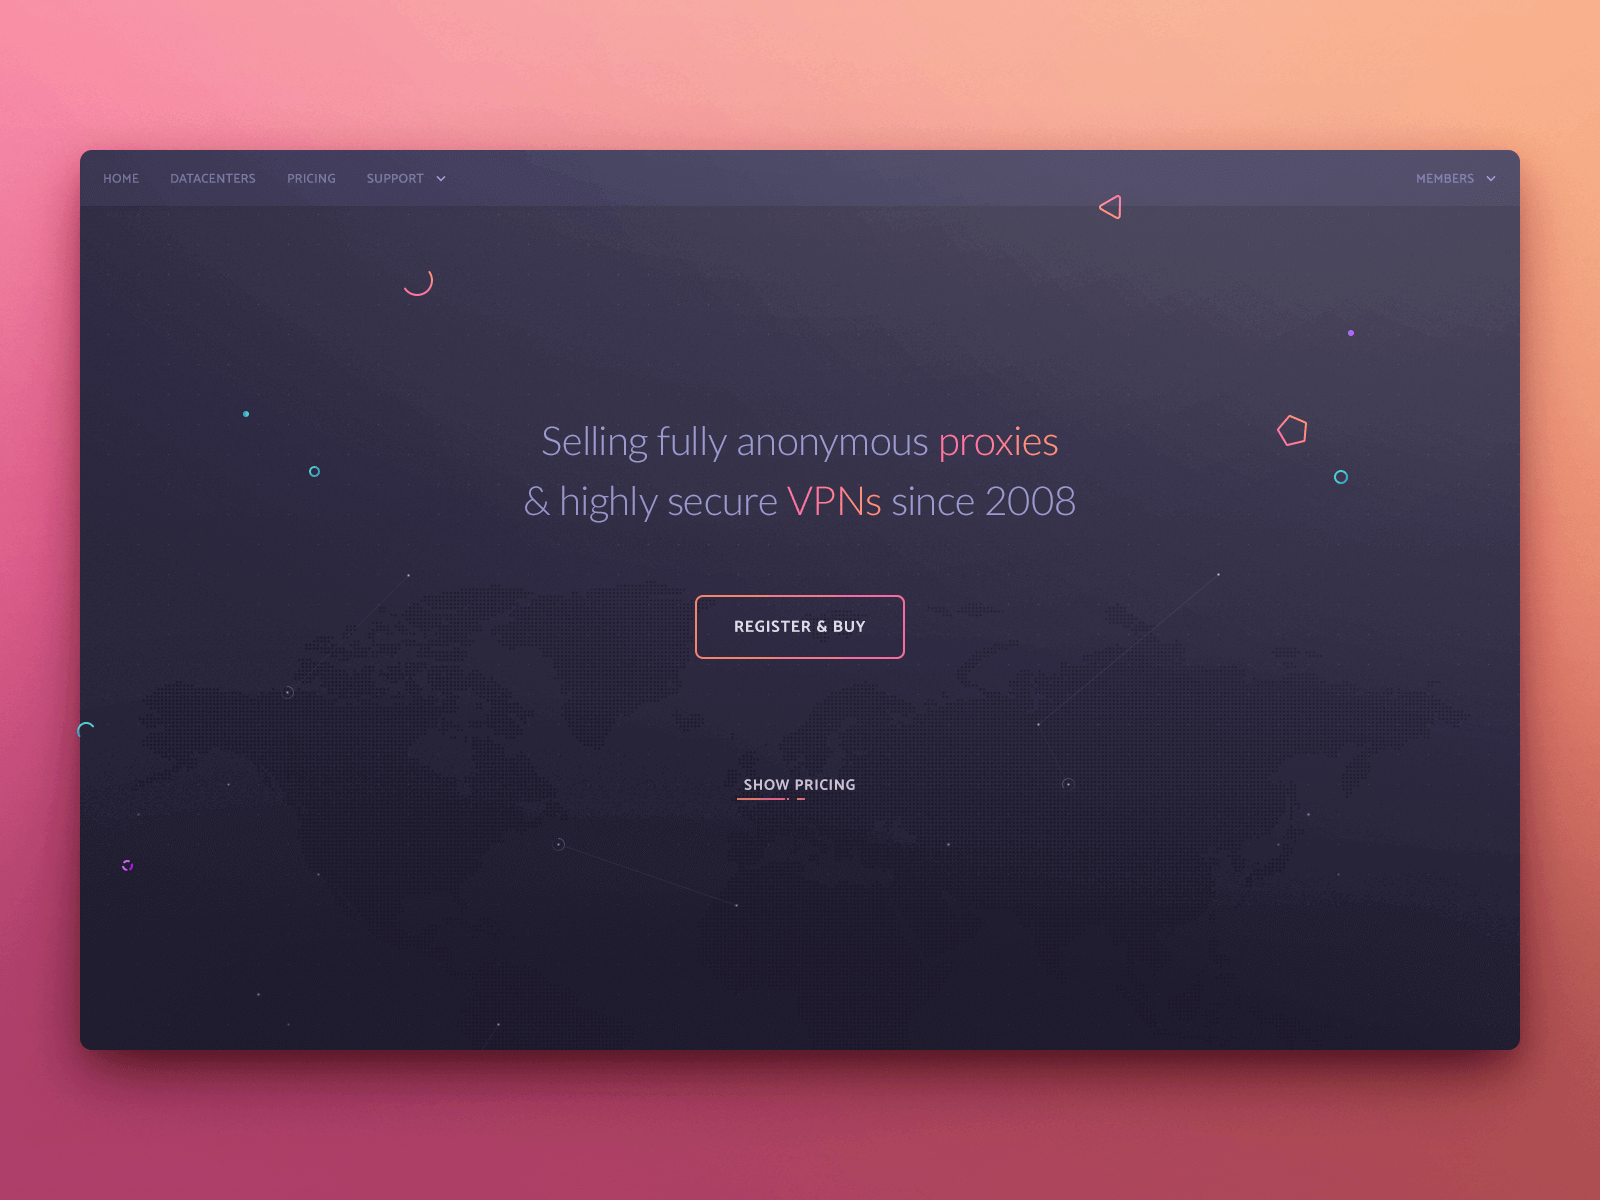 HOME DATACENTERS PRICING SUPPORT MEMBERS
Selling fully anonymous proxies
& highly secure VPNs since 2008
REGISTER & BUY
SHOW PRICING